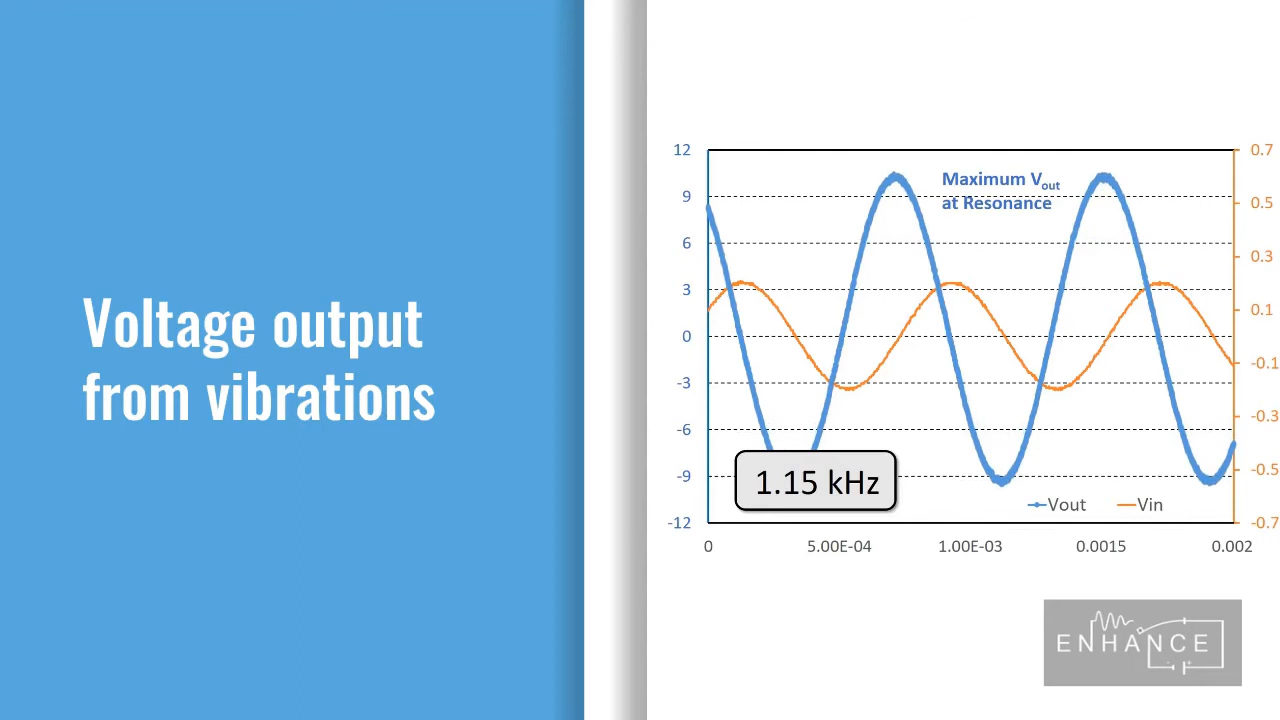 Voltage output
from vibrations
Maximum Vout
at Resonance
12
9
6
3
0
-3
-6
-9
-12
0.7
0.5
0.3
0.1
-0.1
-0.3
-0.5
-0.7
1.15 kHz
Vout Vin
0 5.00E-04 1.00E-03 0.0015 0.002
ENHANCE